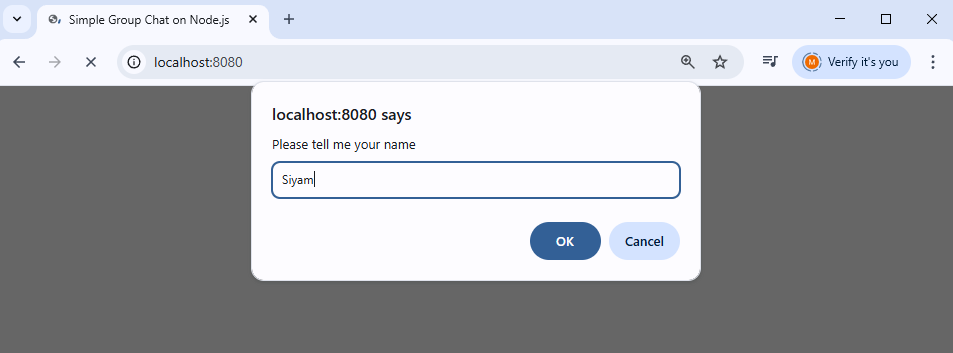 Simple Group Chat on Node.js
localhost:8080
M
Verify it's you
localhost:8080 says
Please tell me your name
Siyam
OK
Cancel